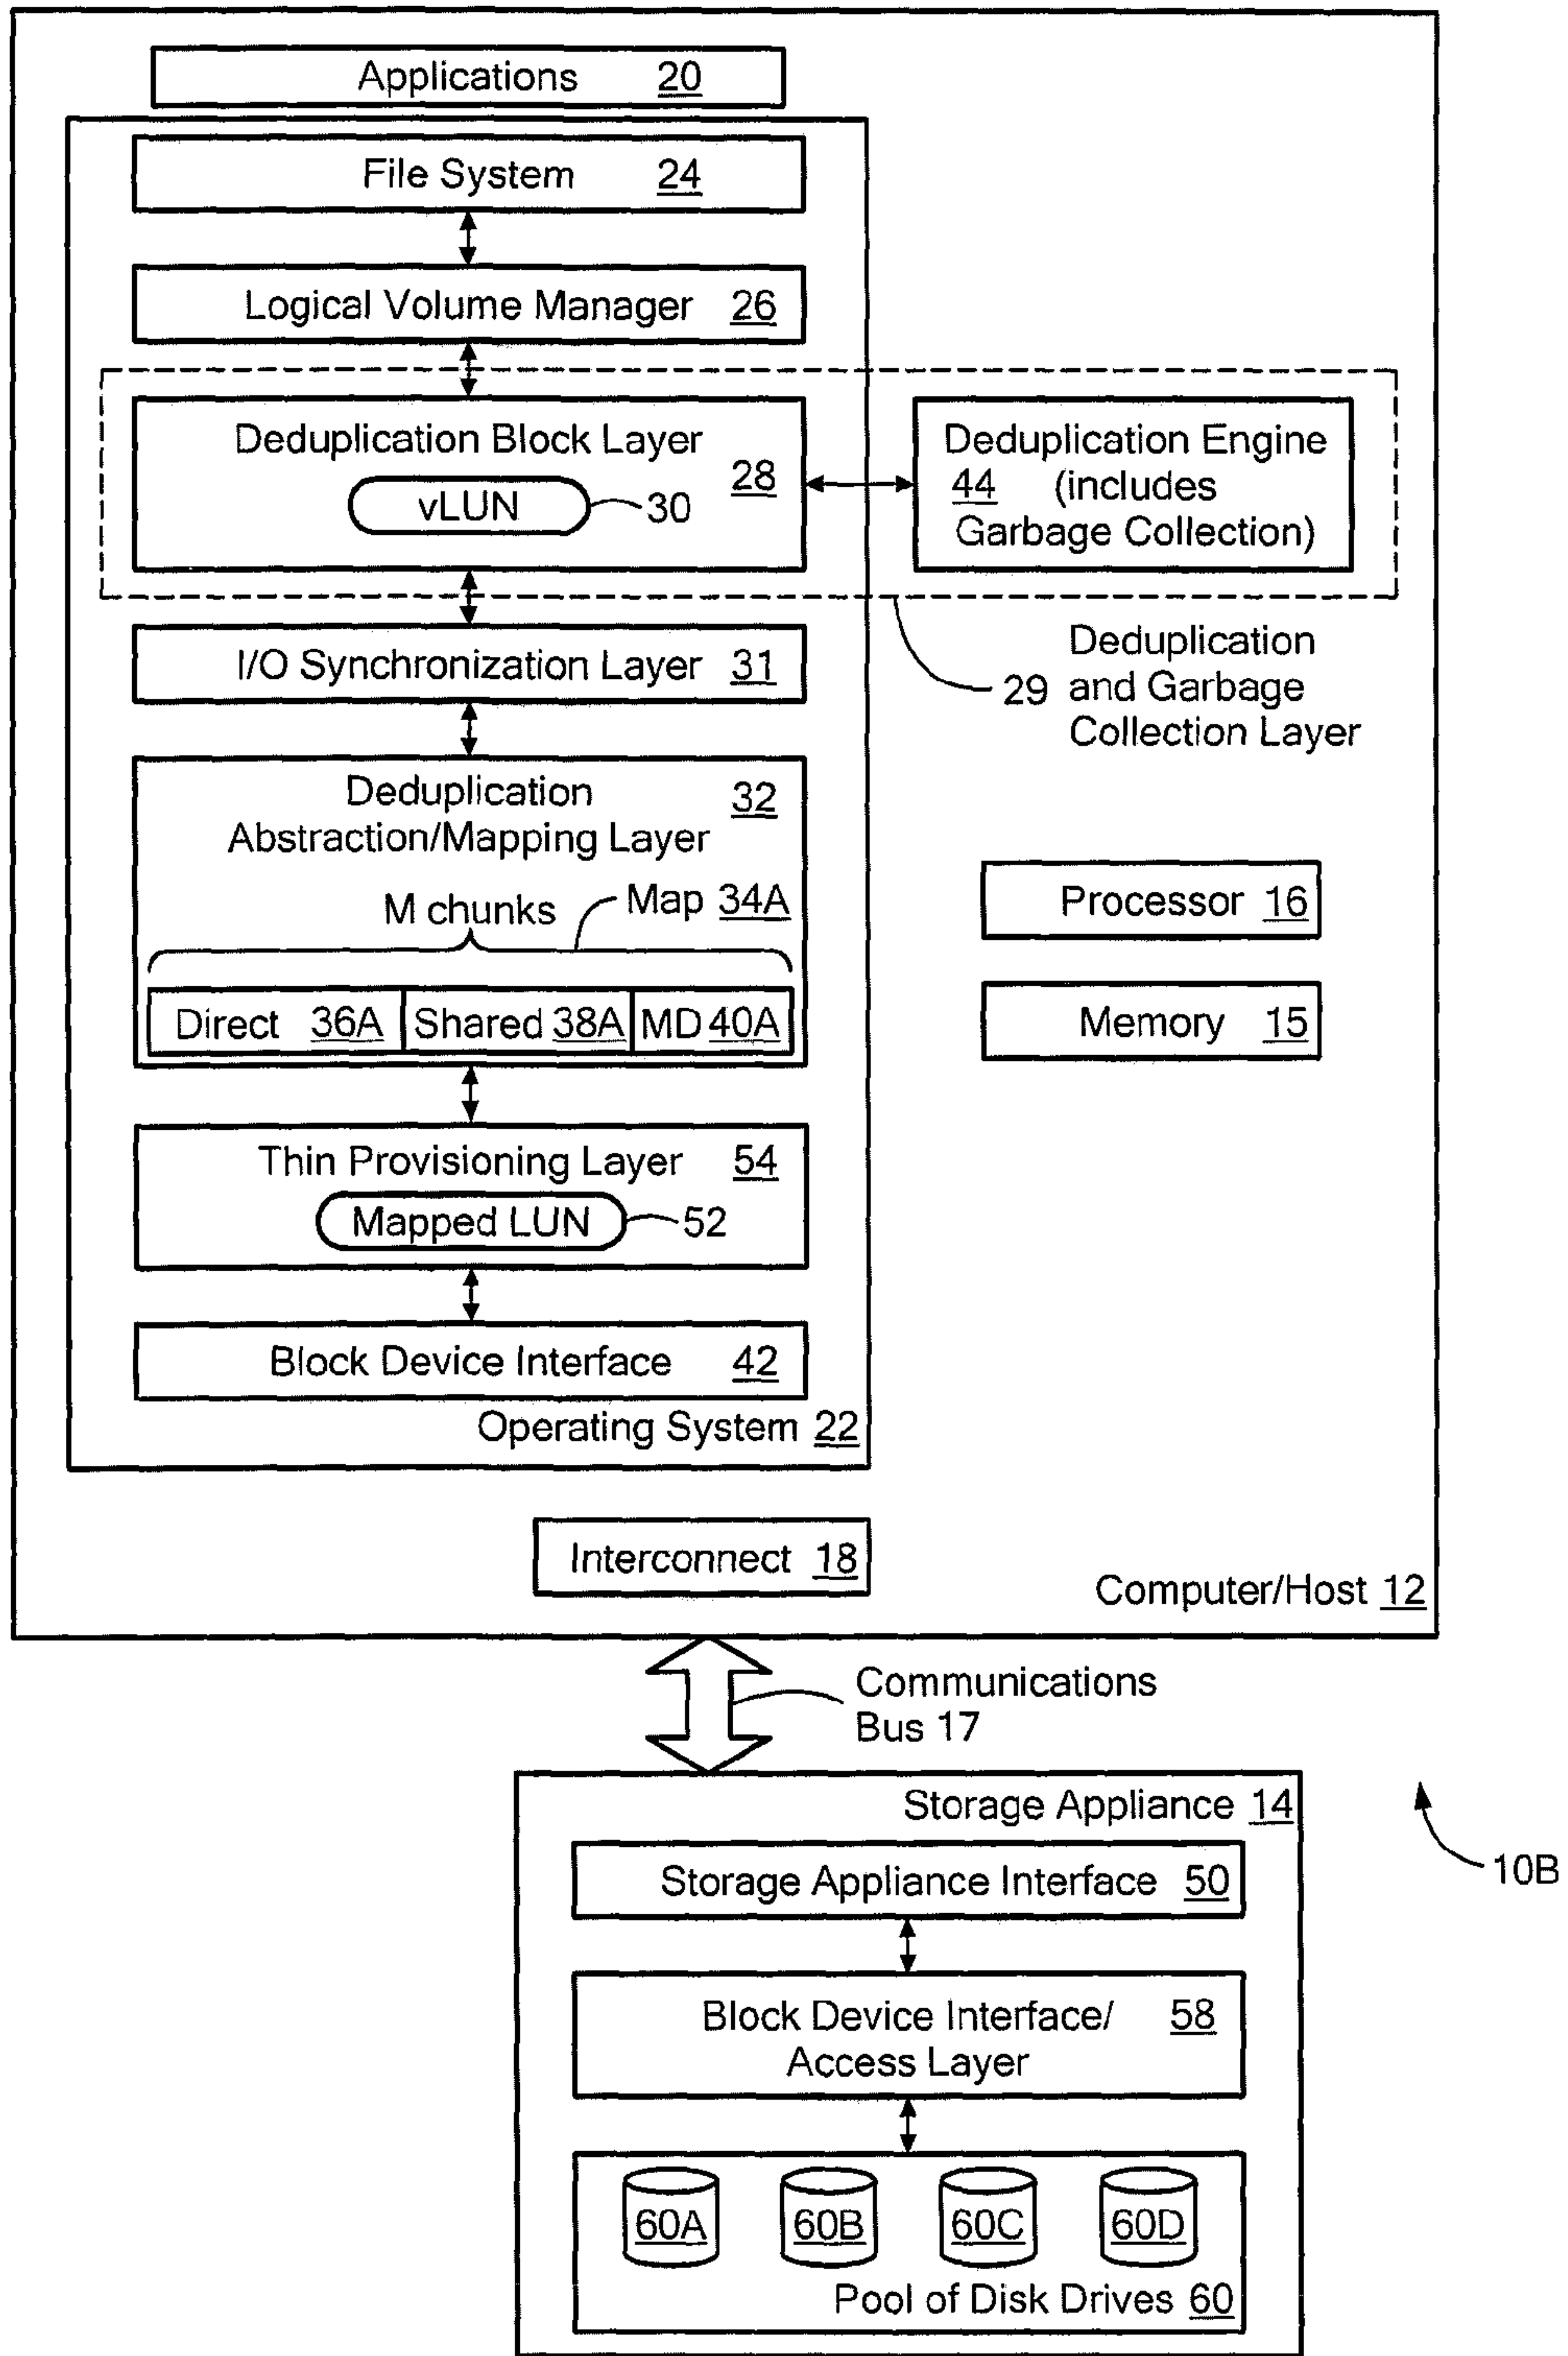 Applications 20
File System 24
Logical Volume Manager 26
Deduplication Block Layer 28
vLUN 30
Deduplication Engine
44 (includes
Garbage Collection)
I/O Synchronization Layer 31
29 Deduplication
and Garbage
Collection Layer
Deduplication 32
Abstraction/Mapping Layer
M chunks Map 34A
Direct 36A Shared 38A MD 40A
Processor 16
Memory 15
Thin Provisioning Layer 54
Mapped LUN 52
Block Device Interface 42
Operating System 22
Interconnect 18
Computer/Host 12
Communications
Bus 17
Storage Appliance 14
Storage Appliance Interface 50
10B
Block Device Interface/ 58
Access Layer
60A 60B 60C 60D
Pool of Disk Drives 60